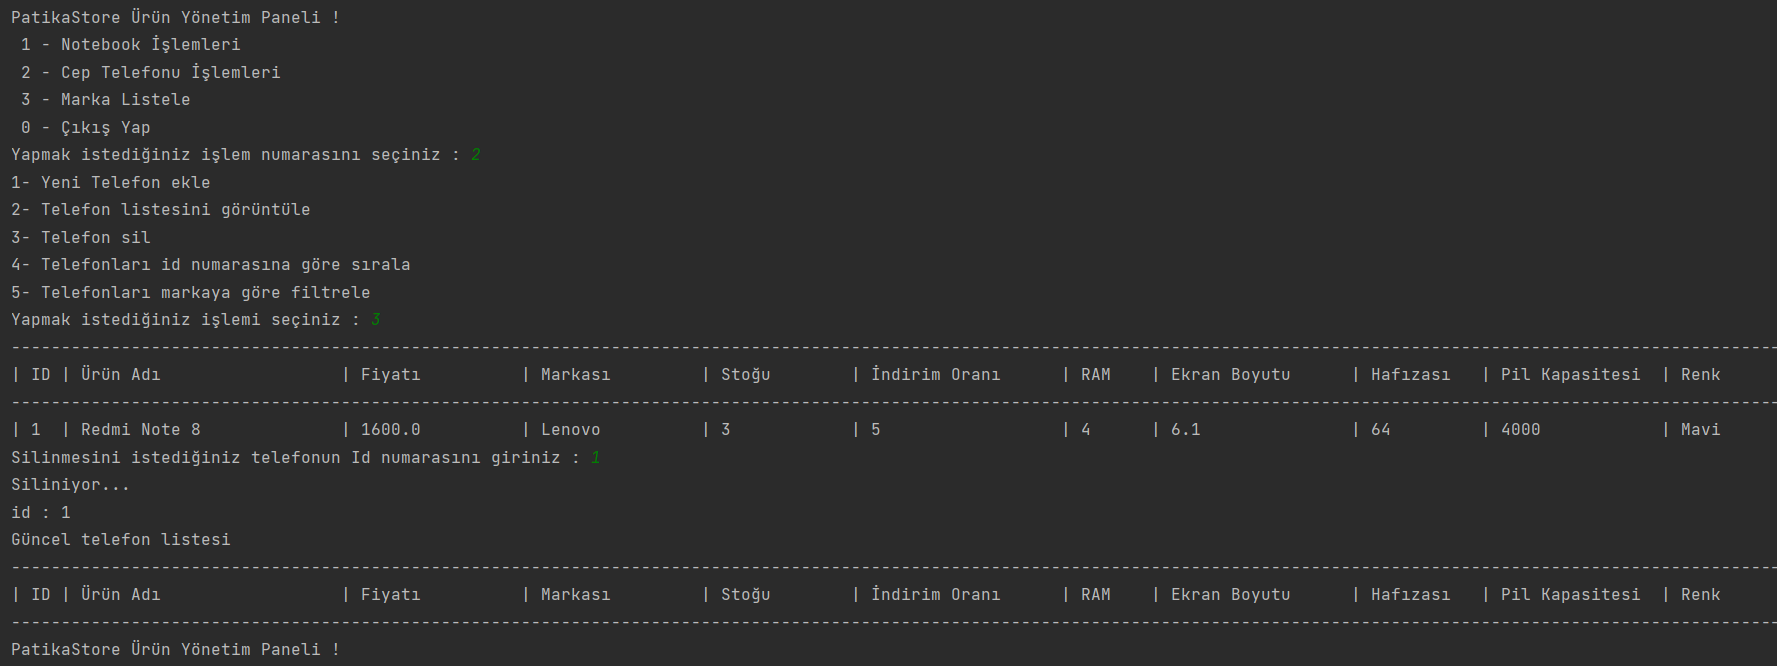 PatikaStore Ürün Yönetim Paneli !
1 - Notebook İşlemleri
2 - Cep Telefonu İşlemleri
3 - Marka Listele
0 - Çıkış Yap
Yapmak istediğiniz işlem numarasını seçiniz : 2
1- Yeni Telefon ekle
2- Telefon listesini görüntüle
3- Telefon sil
4- Telefonları id numarasına göre sırala
5- Telefonları markaya göre filtrele
Yapmak istediğiniz işlemi seçiniz : 3
| ID | Ürün Adı | Fiyatı | Markası | Stoğu | İndirim Oranı | RAM | Ekran Boyutu | Hafızası | Pil Kapasitesi | Renk
| 1 | Redmi Note 8 | 1600.0 | Lenovo | 3 | 5 | 4 | 6.1 | 64 | 4000 | Mavi
Silinmesini istediğiniz telefonun Id numarasını giriniz : 1
Siliniyor...
id : 1
Güncel telefon listesi
| ID | Ürün Adı | Fiyatı | Markası | Stoğu | İndirim Oranı | RAM | Ekran Boyutu | Hafızası | Pil Kapasitesi | Renk
PatikaStore Ürün Yönetim Paneli !